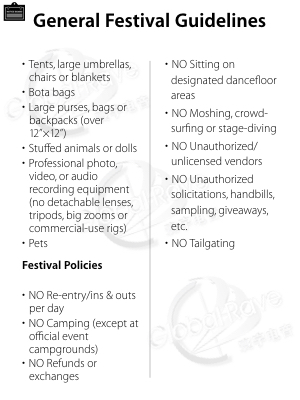 General Festival Guidelines
• Tents, large umbrellas,
chairs or blankets
• Bota bags
• Large purses, bags or
backpacks (over
12”×12”)
• Stuffed animals or dolls
• Professional photo,
video, or audio
recording equipment
(no detachable lenses,
tripods, big zooms or
commercial-use rigs)
• Pets
Festival Policies
• NO Re-entry/ins & outs
per day
• NO Camping (except at
official event
campgrounds)
• NO Refunds or
exchanges
• NO Sitting on
designated dancefloor
areas
• NO Moshing, crowd-
surfing or stage-diving
• NO Unauthorized/
unlicensed vendors
• NO Unauthorized
solicitations, handbills,
sampling, giveaways,
etc.
• NO Tailgating